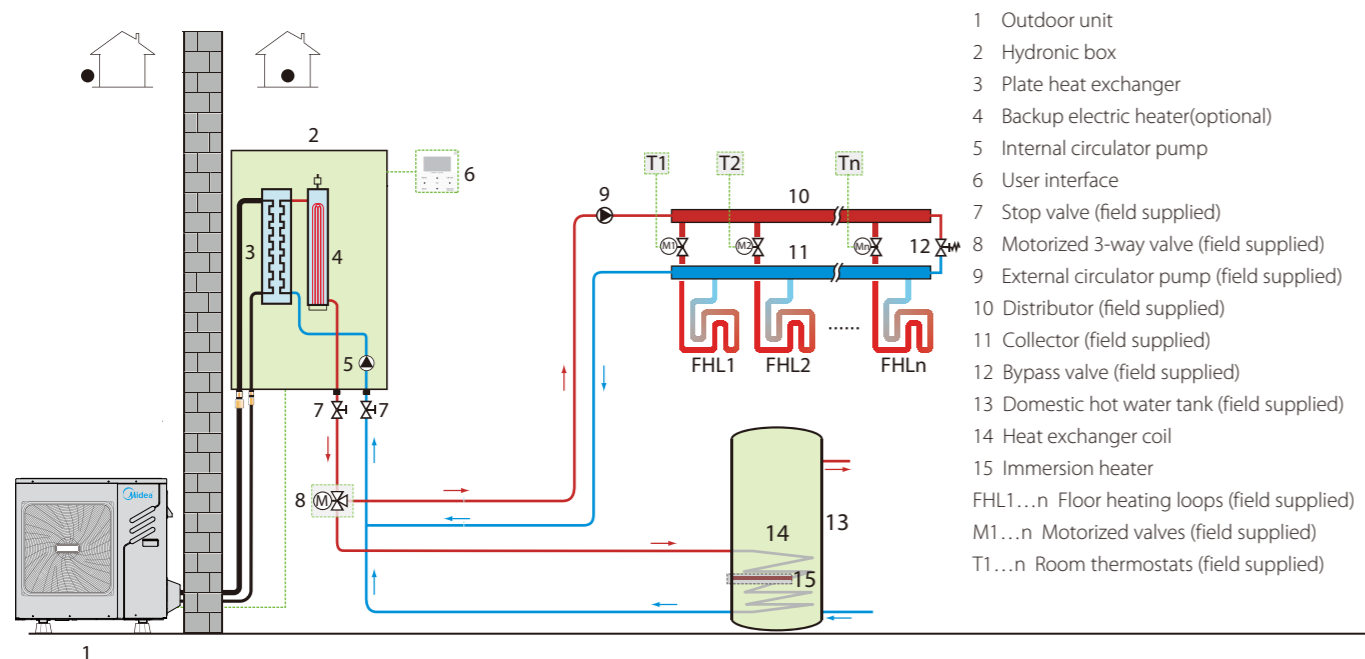 1 Outdoor unit
2 Hydronic box
3 Plate heat exchanger
4 Backup electric heater(optional)
5 Internal circulator pump
6 User interface
7 Stop valve (field supplied)
8 Motorized 3-way valve (field supplied)
9 External circulator pump (field supplied)
10 Distributor (field supplied)
11 Collector (field supplied)
12 Bypass valve (field supplied)
13 Domestic hot water tank (field supplied)
14 Heat exchanger coil
15 Immersion heater
FHL1…n Floor heating loops (field supplied)
M1…n Motorized valves (field supplied)
T1…n Room thermostats (field supplied)
2
6
3
4
5
7
7
8
M
T1
T2
Tn
9
10
M1
M2
Mn
12
11
......
FHL1
FHL2
FHLn
14
13
15
Midea
1